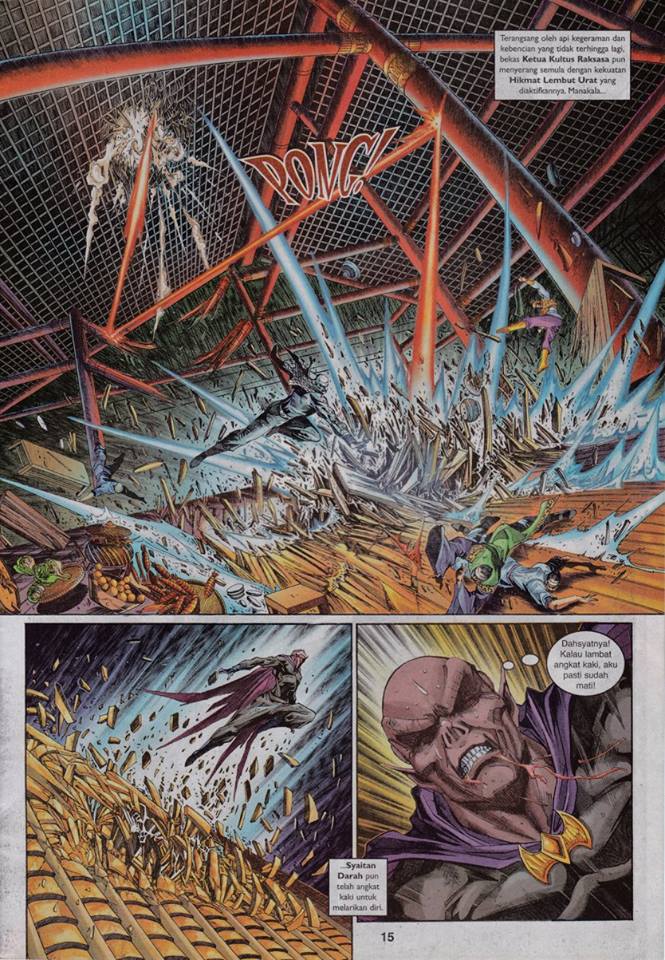 Terangsang oleh api kegeraman dan
kebencian yang tidak terhingga lagi,
bekas Ketua Kultus Raksasa pun
menyerang semula dengan kekuatan
Hikmat Lembut Urat yang
diaktifkannya. Manakala...
PONG!
Dahsyatnya!
Kalau lambat
angkat kaki, aku
pasti sudah
mati!
...Syaitan
Darah pun
telah angkat
kaki untuk
melarikan diri.
15